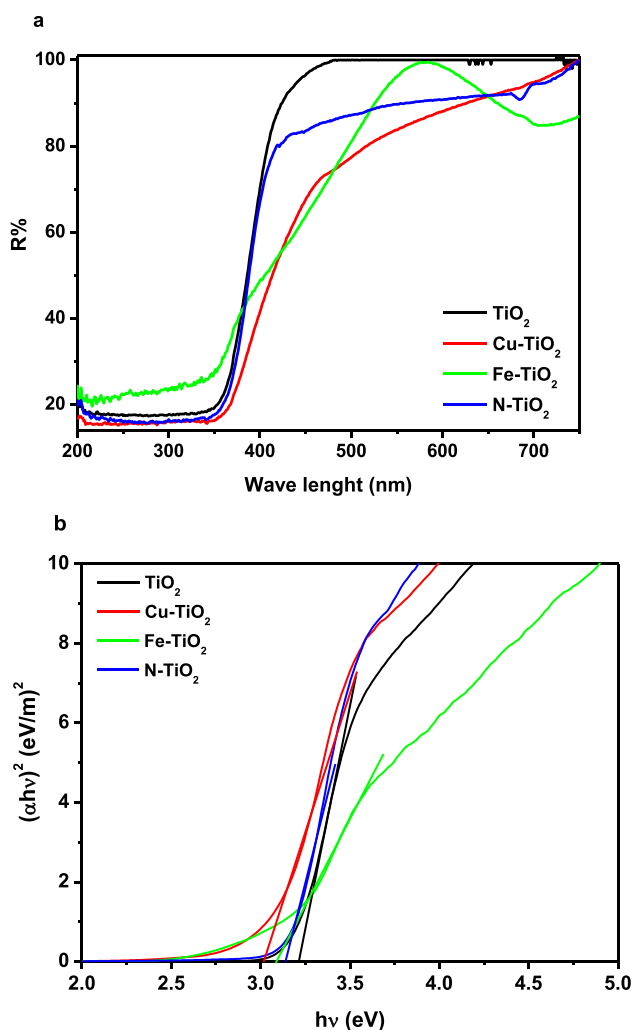 a
100
80
60
40
20
R%
TiO₂
Cu-TiO₂
Fe-TiO₂
N-TiO₂
200 300 400 500 600 700
Wave lenght (nm)
b
10
8
6
4
2
0
(αhν)² (eV/m)²
TiO₂
Cu-TiO₂
Fe-TiO₂
N-TiO₂
2.0 2.5 3.0 3.5 4.0 4.5 5.0
hν (eV)